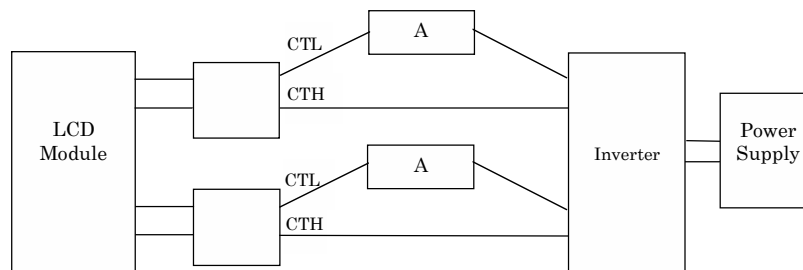 A
CTL
CTH
LCD
Module
Inverter
Power
Supply
A
CTL
CTH